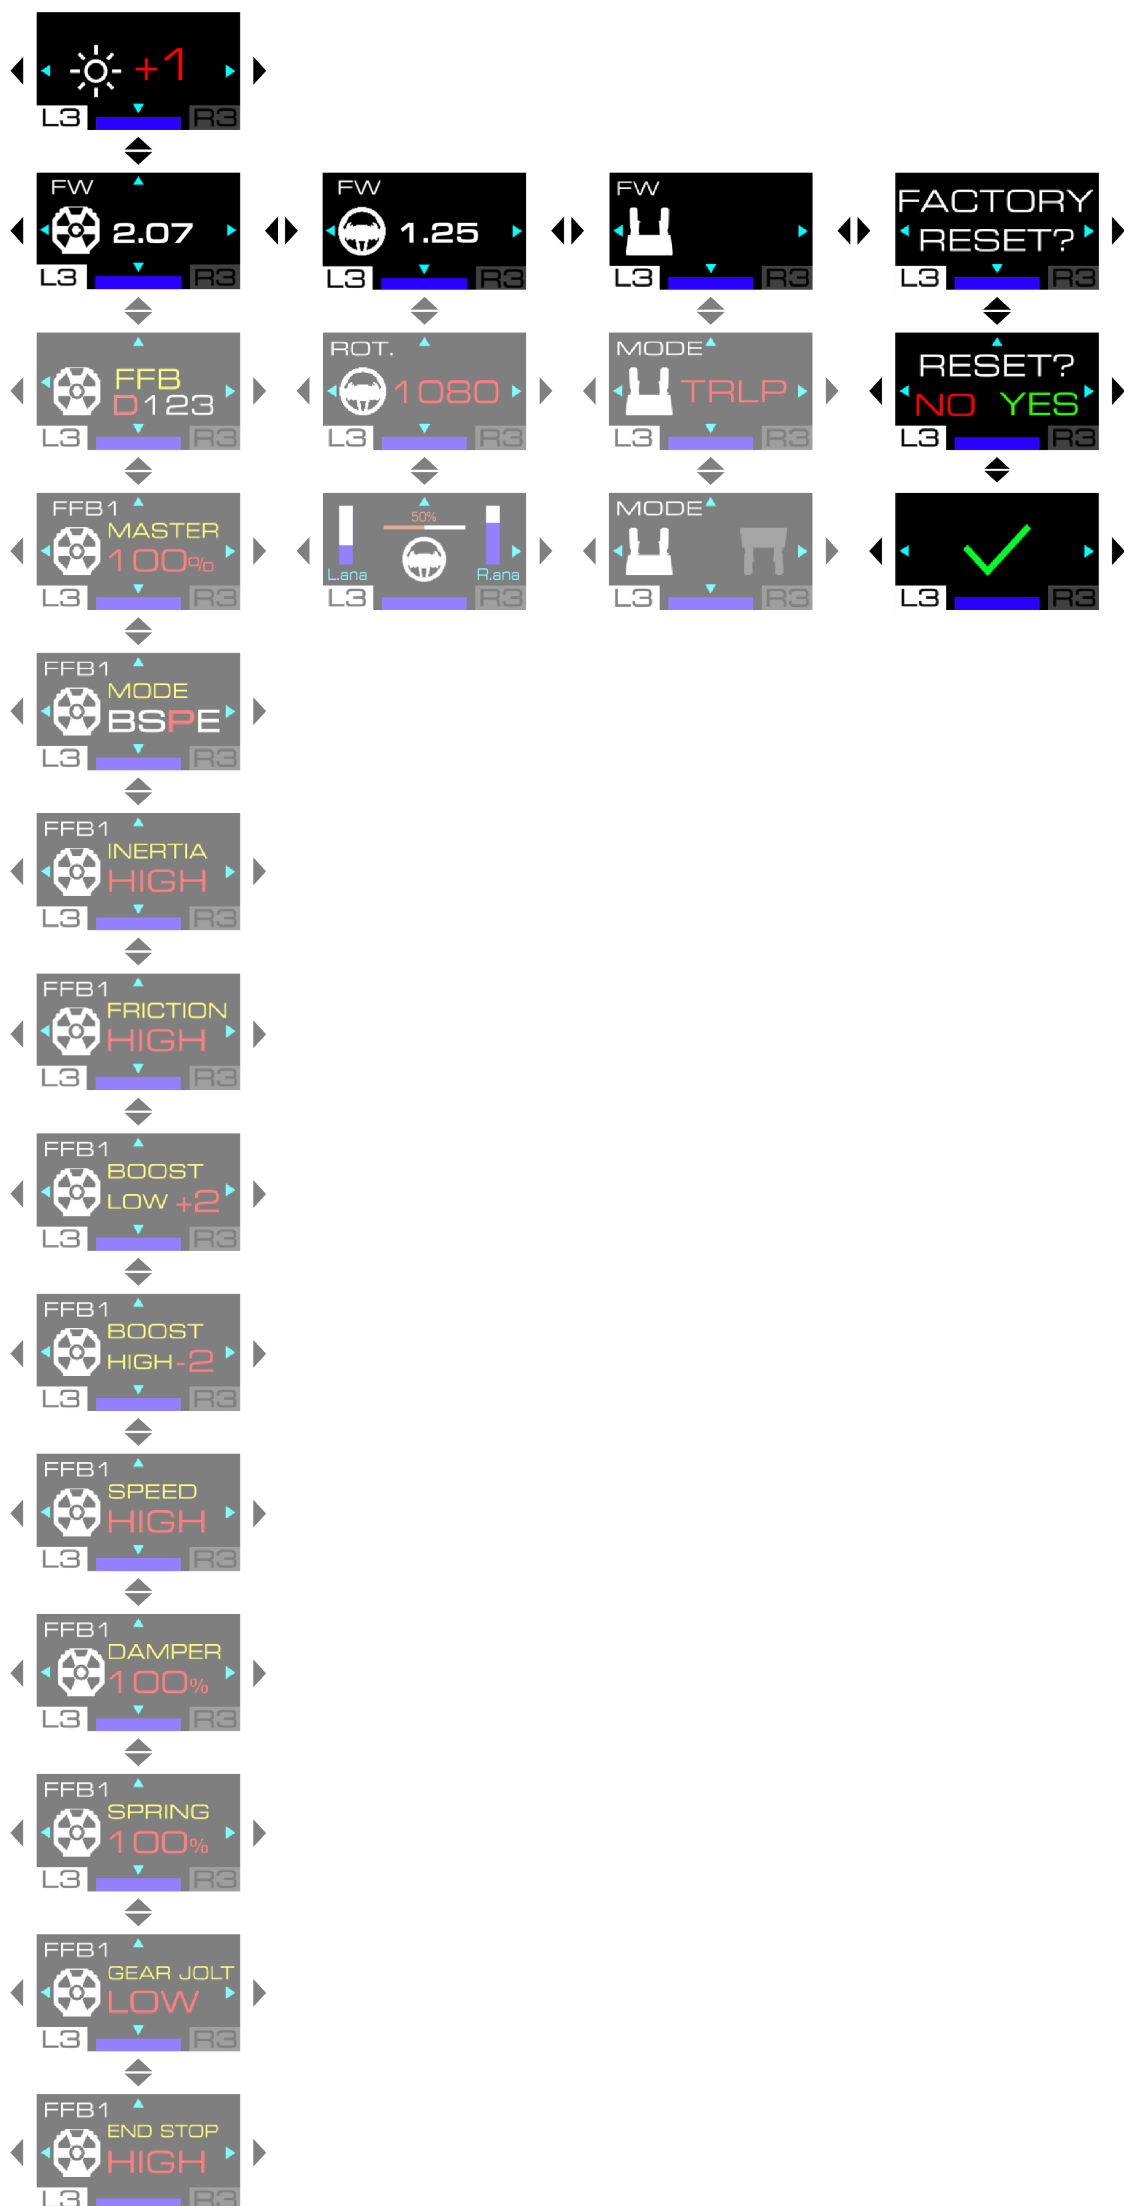 +1
L3 R3
FW
2.07
L3 R3
FW
1.25
L3 R3
FW
L3 R3
FACTORY
RESET?
L3 R3
FFB
D123
L3 R3
ROT.
1080
L3 R3
MODE
TRLP
L3 R3
RESET?
NO YES
L3 R3
FFB1
MASTER
100%
L3 R3
50%
L.ana R.ana
L3 R3
MODE
L3 R3
L3 R3
FFB1
MODE
BSPE
L3 R3
FFB1
INERTIA
HIGH
L3 R3
FFB1
FRICTION
HIGH
L3 R3
FFB1
BOOST
LOW +2
L3 R3
FFB1
BOOST
HIGH -2
L3 R3
FFB1
SPEED
HIGH
L3 R3
FFB1
DAMPER
100%
L3 R3
FFB1
SPRING
100%
L3 R3
FFB1
GEAR JOLT
LOW
L3 R3
FFB1
END STOP
HIGH
L3 R3